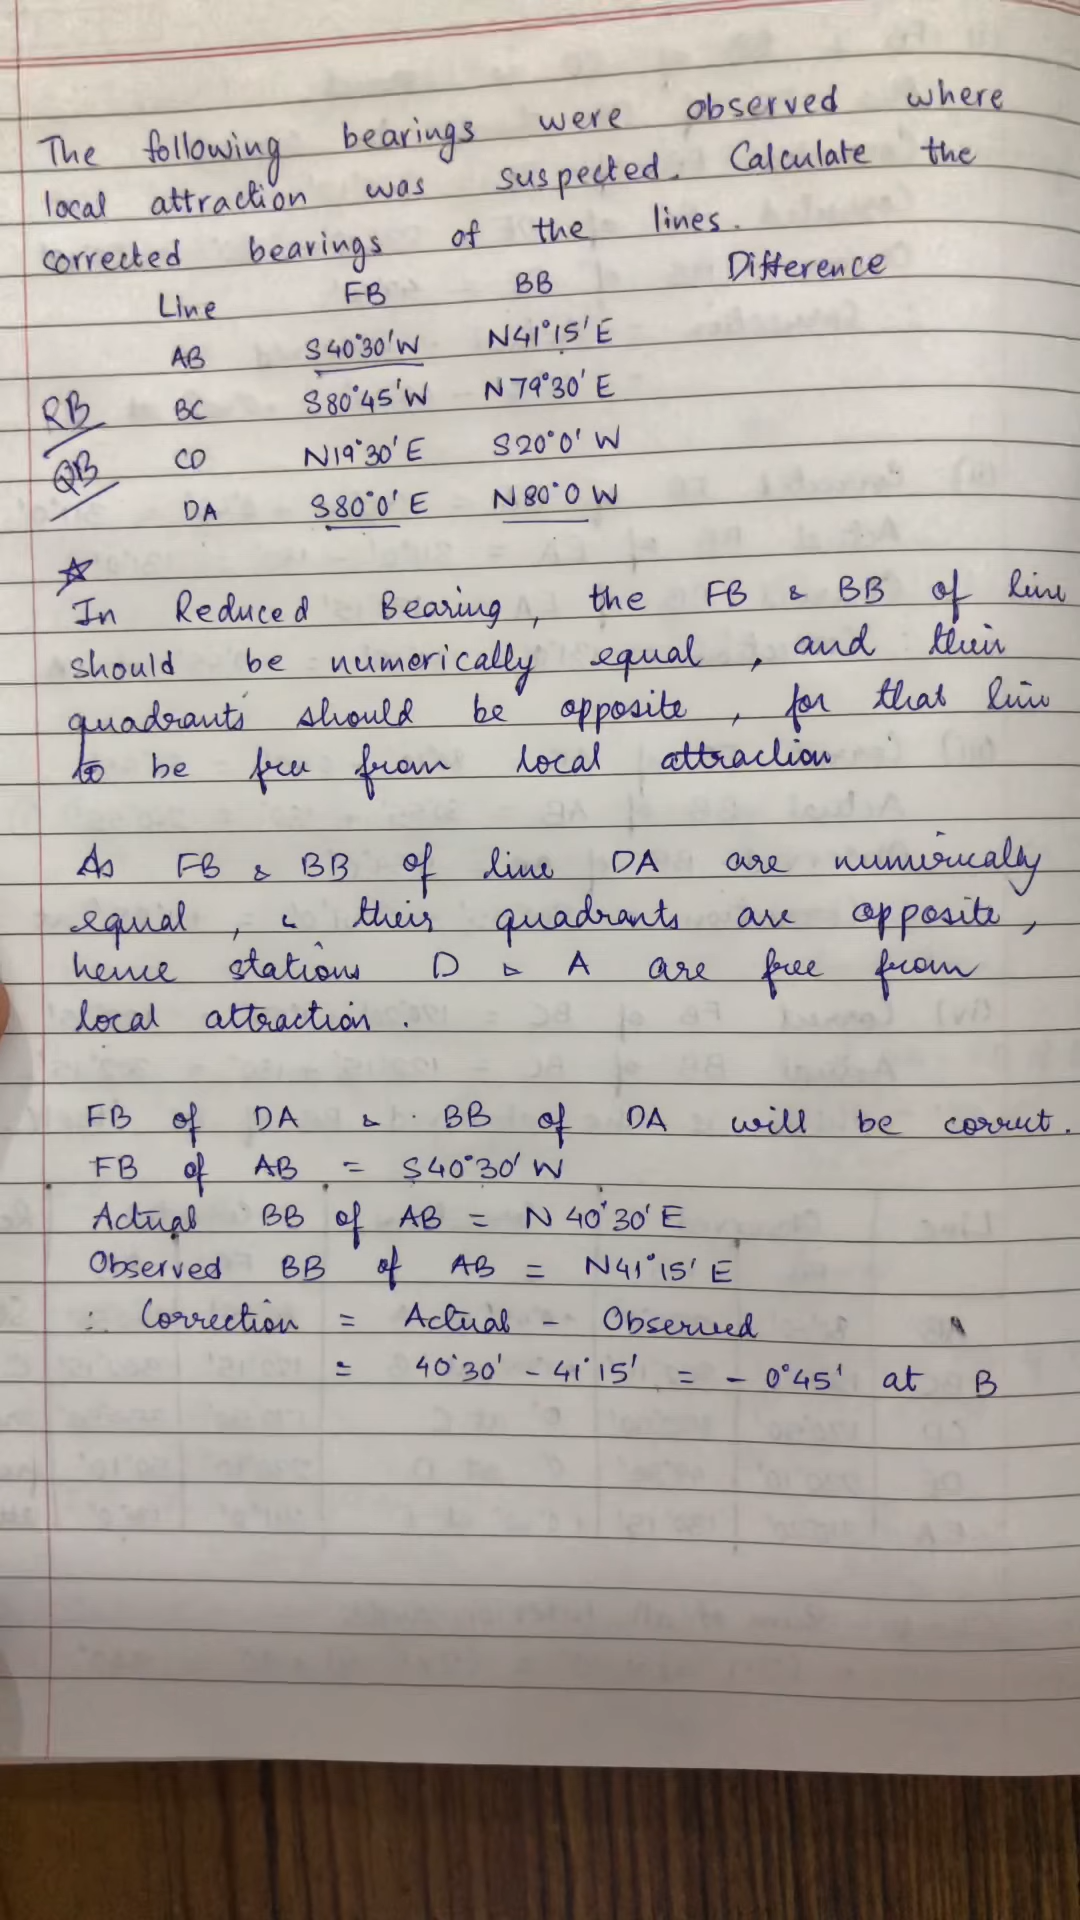 The following bearings were observed where
local attraction was suspected. Calculate the
corrected bearings of the lines.
Line FB BB Difference
AB S40°30'W N41°15'E
RB BC S80°45'W N79°30'E
QB CD N19°30'E S20°0'W
DA S80°0'E N80°0W
In Reduced Bearing, the FB & BB of line
should be numerically equal, and their
quadrants should be opposite, for that line
to be free from local attraction
As FB & BB of line DA are numerically
equal, & their quadrants are opposite,
hence stations D & A are free from
local attraction.
FB of DA & BB of DA will be correct.
FB of AB = S40°30'W
Actual BB of AB = N40°30'E
Observed BB of AB = N41°15'E
∴ Correction = Actual - Observed
= 40°30' - 41°15' = - 0°45' at B